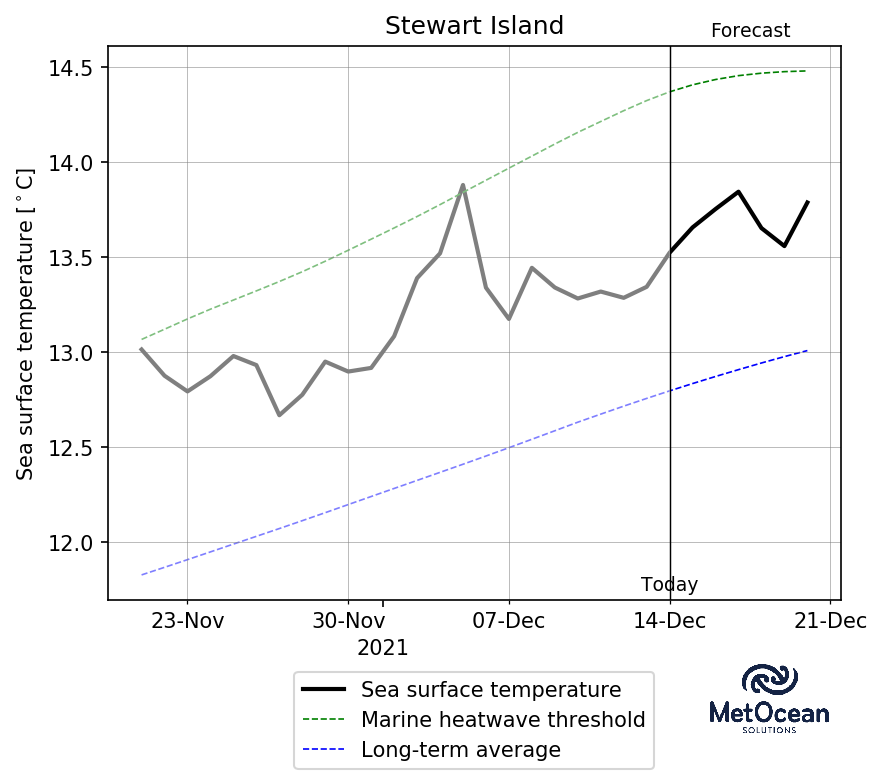 Stewart Island
Forecast
14.5
14.0
13.5
13.0
12.5
12.0
Sea surface temperature [°C]
Today
23-Nov
30-Nov
07-Dec
14-Dec
21-Dec
2021
Sea surface temperature
Marine heatwave threshold
Long-term average
MetOcean
SOLUTIONS